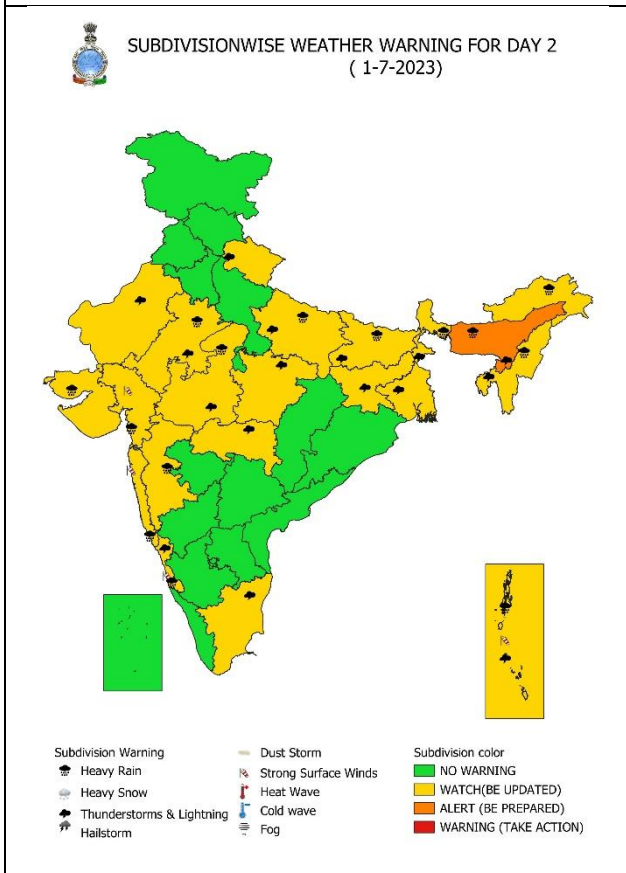 SUBDIVISIONWISE WEATHER WARNING FOR DAY 2
( 1-7-2023)
Subdivision Warning
Heavy Rain
Heavy Snow
Thunderstorms & Lightning
Hailstorm
Dust Storm
Strong Surface Winds
Heat Wave
Cold wave
Fog
Subdivision color
NO WARNING
WATCH(BE UPDATED)
ALERT (BE PREPARED)
WARNING (TAKE ACTION)